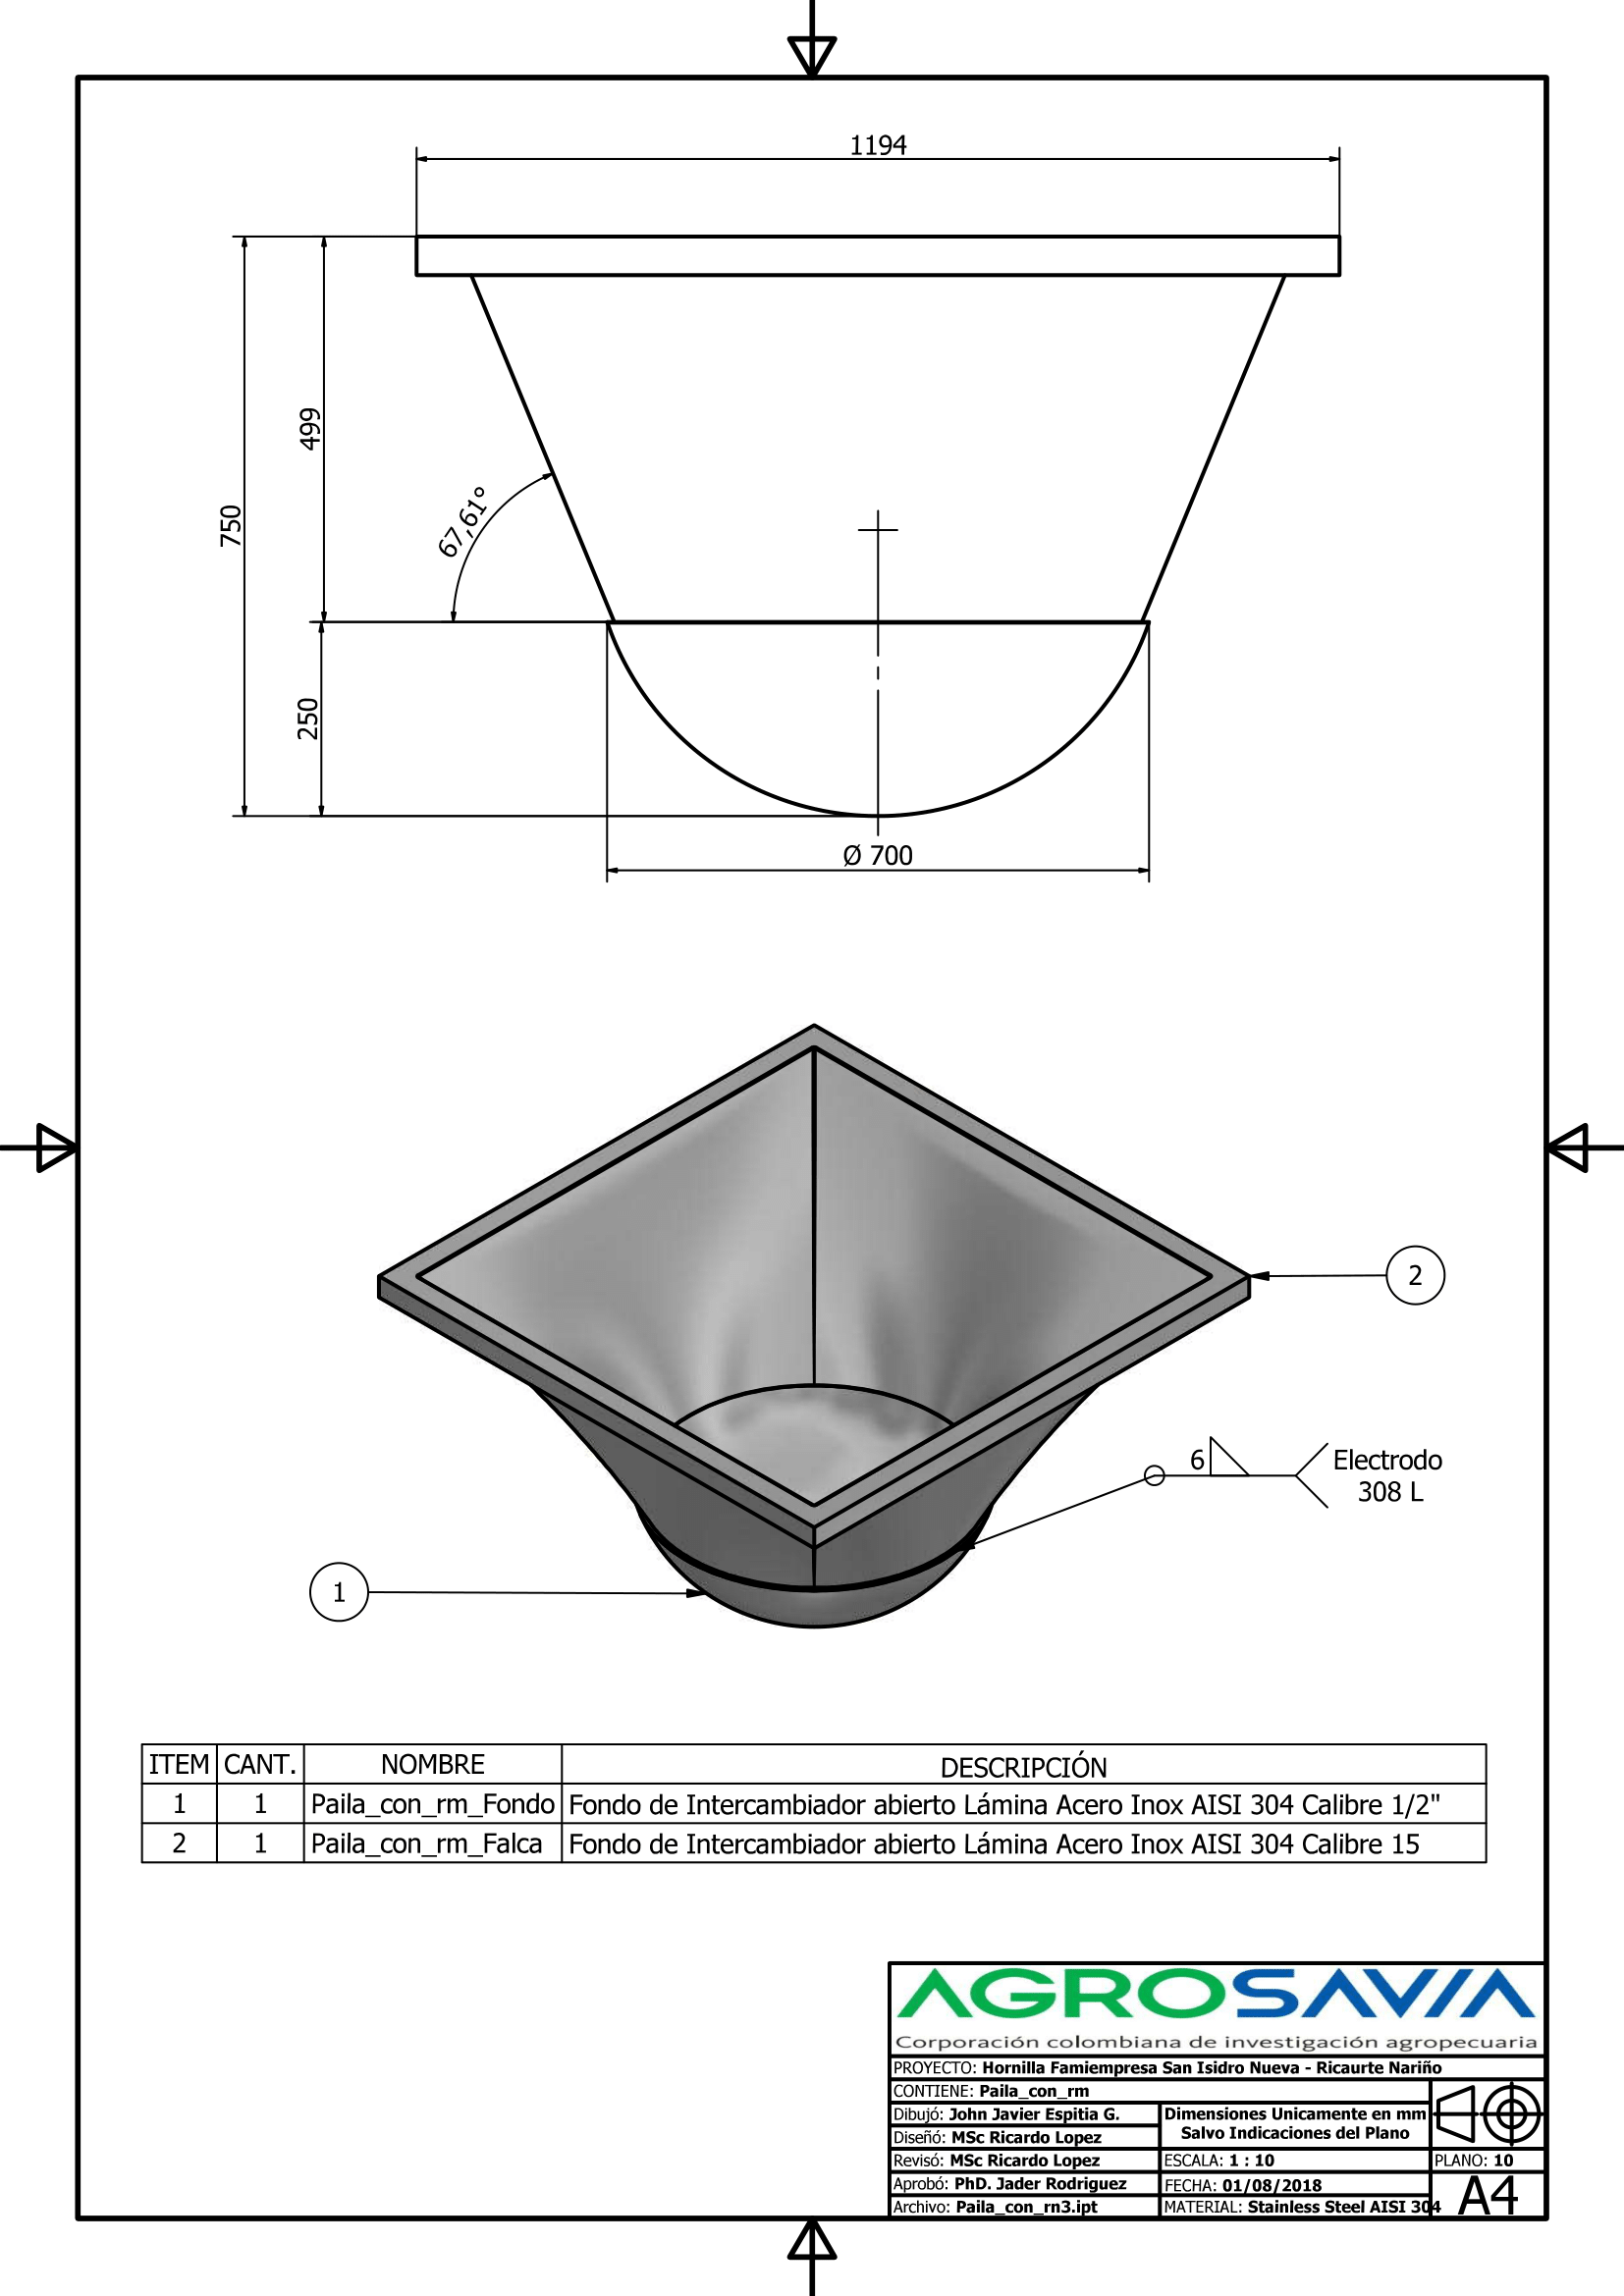 1194
499
750
67,61°
250
Ø 700
2
6
Electrodo
308 L
1
ITEM CANT. NOMBRE DESCRIPCIÓN
1 1 Paila_con_rm_Fondo Fondo de Intercambiador abierto Lámina Acero Inox AISI 304 Calibre 1/2"
2 1 Paila_con_rm_Falca Fondo de Intercambiador abierto Lámina Acero Inox AISI 304 Calibre 15
AGROSAVIA
Corporación colombiana de investigación agropecuaria
PROYECTO: Hornilla Famiempresa San Isidro Nueva - Ricaurte Nariño
CONTIENE: Paila_con_rm
Dibujó: John Javier Espitia G.
Dimensiones Unicamente en mm
Salvo Indicaciones del Plano
Diseñó: MSc Ricardo Lopez
Revisó: MSc Ricardo Lopez ESCALA: 1 : 10 PLANO: 10
Aprobó: PhD. Jader Rodriguez FECHA: 01/08/2018 A4
Archivo: Paila_con_rn3.ipt MATERIAL: Stainless Steel AISI 304